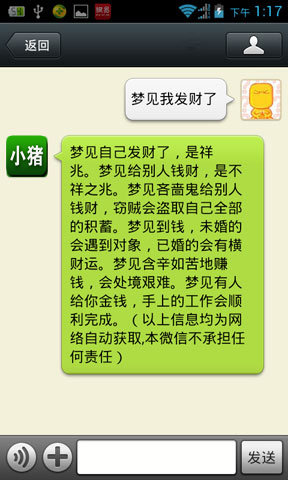 下午 1:17
返回
梦见我发财了
小猪
梦见自己发财了，是祥
兆。梦见给别人钱财，是不
祥之兆。梦见吝啬鬼给别人
钱财，窃贼会盗取自己全部
的积蓄。梦见到钱，未婚的
会遇到对象，已婚的会有横
财运。梦见含辛如苦地赚
钱，会处境艰难。梦见有人
给你金钱，手上的工作会顺
利完成。（以上信息均为网
络自动获取,本微信不承担任
何责任）
发送